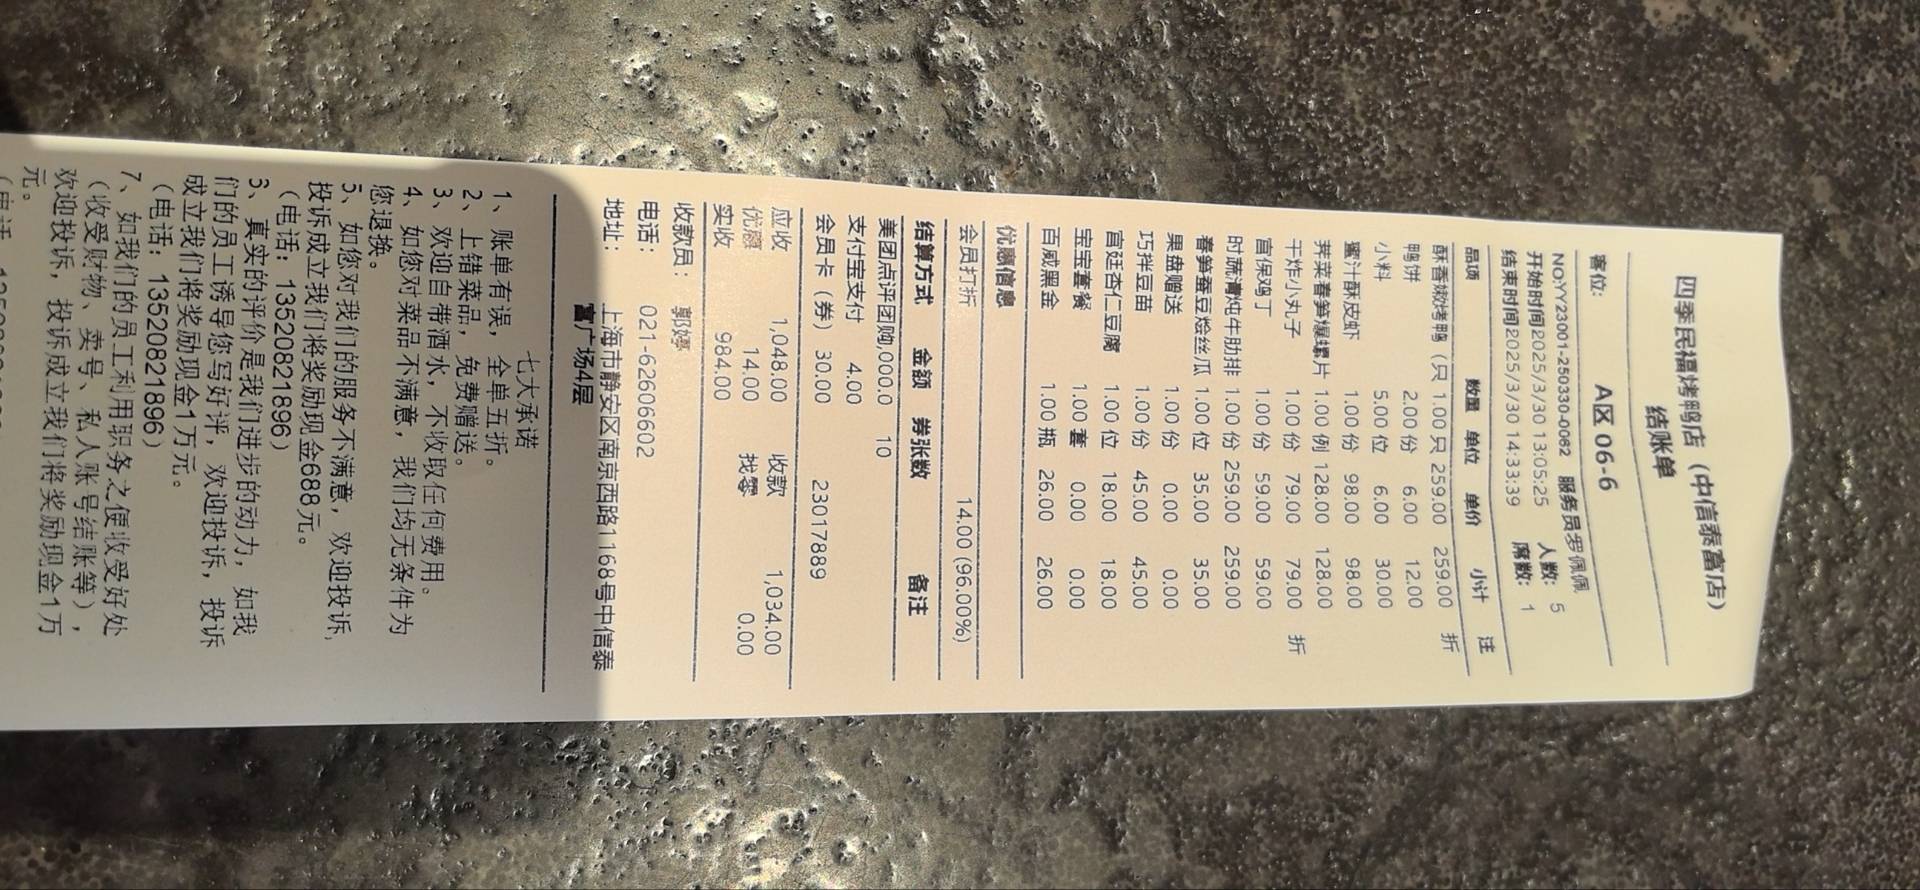 四季民福烤鸭店（中信泰富店）
结账单
客位： A区 06-6
NO:YY23001-250330-0082 服务员罗佩佩
开始时间2025/3/30 13:05:25 人数： 5
结束时间2025/3/30 14:33:39 席数： 1
品项 数量 单位 单价 小计 注
酥香嫩烤鸭（只 1.00 只 259.00 259.00 折
鸭饼 2.00 份 6.00 12.00
小料 5.00 位 6.00 30.00
蜜汁酥皮虾 1.00 份 98.00 98.00
荠菜春笋爆螺片 1.00 例 128.00 128.00
干炸小丸子 1.00 份 79.00 79.00 折
宫保鸡丁 1.00 份 59.00 59.00
时蔬清炖牛肋排 1.00 份 259.00 259.00
春笋蚕豆烩丝瓜 1.00 位 35.00 35.00
果盘赠送 1.00 份 0.00 0.00
巧拌豆苗 1.00 份 45.00 45.00
宫廷杏仁豆腐 1.00 位 18.00 18.00
宝宝套餐 1.00 套 0.00 0.00
百威黑金 1.00 瓶 26.00 26.00
优惠信息
会员打折 14.00 (96.00%)
结算方式 金额 券张数 备注
美团点评团购,000.0 10
支付宝支付 4.00
会员卡（券） 30.00 23017889
应收 1,048.00 收款 1,034.00
优惠 14.00 找零 0.00
实收 984.00
收款员： 郭婷
电话： 021-62606602
地址： 上海市静安区南京西路1168号中信泰
富广场4层
七大承诺
1、账单有误，全单五折。
2、上错菜品，免费赠送。
3、欢迎自带酒水，不收取任何费用。
4、如您对菜品不满意，我们均无条件为
您退换。
5、如您对我们的服务不满意，欢迎投诉，
投诉成立我们将奖励现金688元。
（电话：13520821896）
3、真实的评价是我们进步的动力，如我
们的员工诱导您写好评，欢迎投诉，投诉
成立我们将奖励现金1万元。
（电话：13520821896）
7、如我们的员工利用职务之便收受好处
（收受财物、卖号、私人账号结账等），
欢迎投诉，投诉成立我们将奖励现金1万
元。